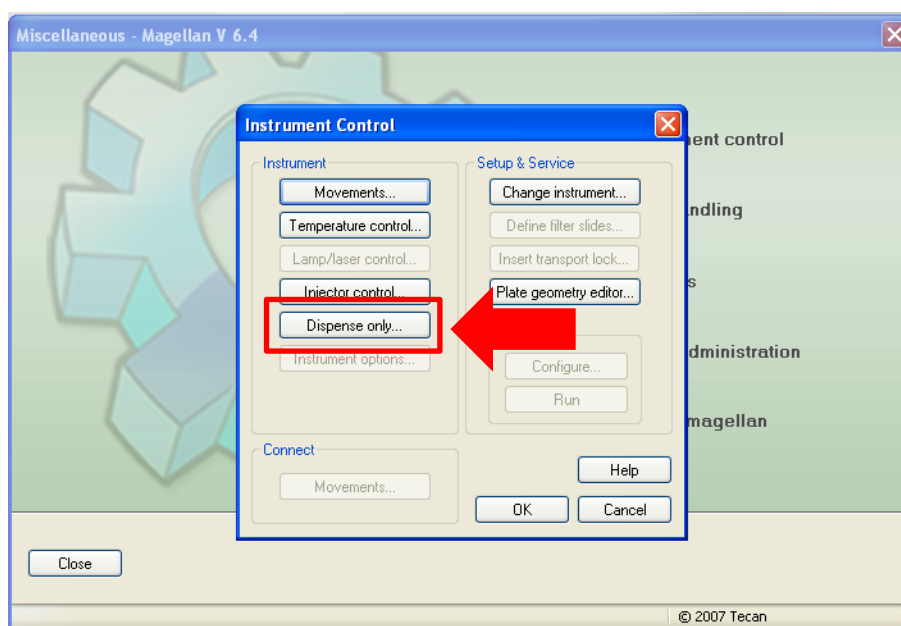 Miscellaneous - Magellan V 6.4
Instrument Control
Instrument
Movements...
Temperature control...
Lamp/laser control...
Injector control...
Dispense only...
Instrument options...
Connect
Movements...
Setup & Service
Change instrument...
Define filter slides...
Insert transport lock...
Plate geometry editor...
Configure...
Run
Help
OK
Cancel
ent control
ndling
s
dministration
magellan
Close
© 2007 Tecan